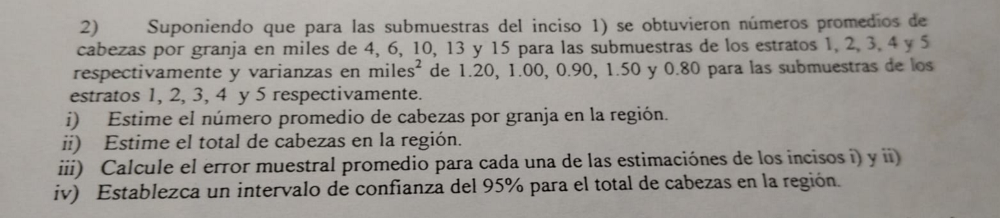 2) Suponiendo que para las submuestras del inciso 1) se obtuvieron números promedios de
cabezas por granja en miles de 4, 6, 10, 13 y 15 para las submuestras de los estratos 1, 2, 3, 4 y 5
respectivamente y varianzas en miles² de 1.20, 1.00, 0.90, 1.50 y 0.80 para las submuestras de los
estratos 1, 2, 3, 4 y 5 respectivamente.
i) Estime el número promedio de cabezas por granja en la región.
ii) Estime el total de cabezas en la región.
iii) Calcule el error muestral promedio para cada una de las estimaciónes de los incisos i) y ii)
iv) Establezca un intervalo de confianza del 95% para el total de cabezas en la región.